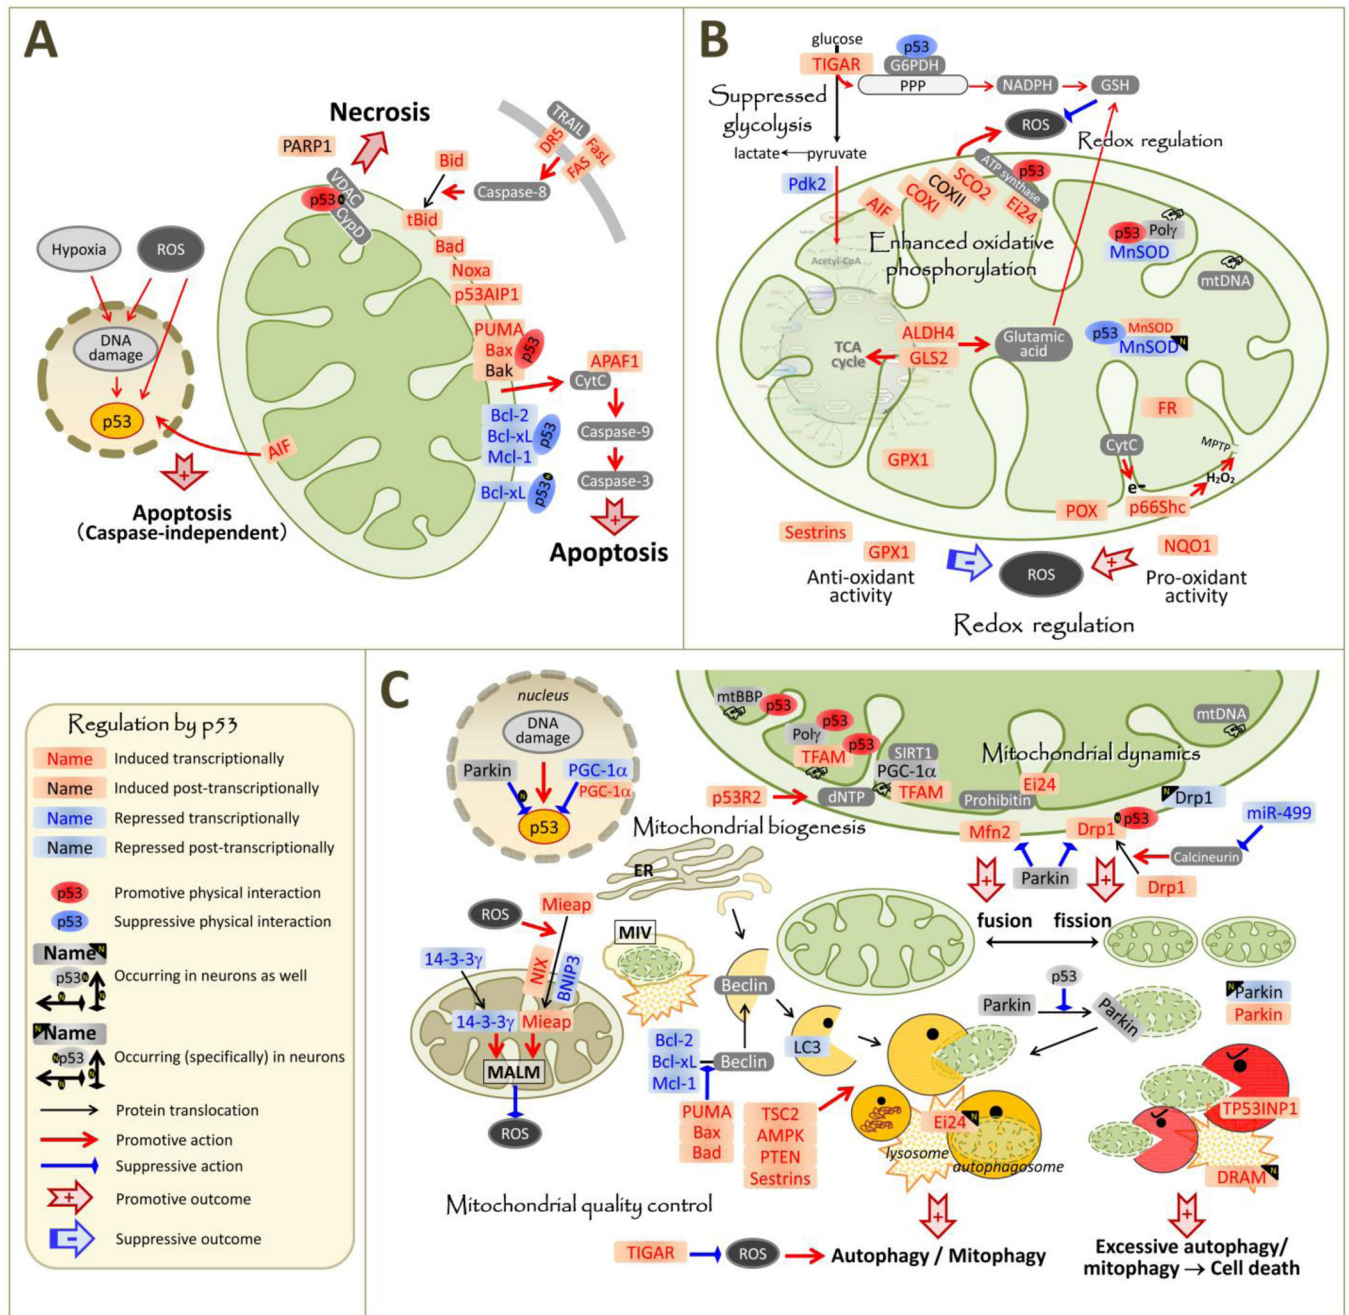 A
Necrosis
PARP1
VDAC
p53
N
CypD
TRAIL
DR5
FasL
FAS
Bid
Caspase-8
tBid
Bad
Noxa
p53AIP1
PUMA
Bax
Bak
p53
APAF1
CytC
Bcl-2
Bcl-xL
Mcl-1
p53
Caspase-9
Bcl-xL
p53
N
Caspase-3
+
Apoptosis
Hypoxia
ROS
DNA
damage
p53
AIF
+
Apoptosis
(Caspase-independent)
B
glucose
TIGAR
p53
G6PDH
PPP
NADPH
GSH
Suppressed
glycolysis
ROS
Redox regulation
lactate
pyruvate
Pdk2
AIF
COXI
COXII
SCO2
ATP synthase
p53
Ei24
Enhanced oxidative
phosphorylation
Acetyl-CoA
p53
Polγ
MnSOD
mtDNA
TCA
cycle
ALDH4
GLS2
Glutamic
acid
p53
MnSOD
MnSOD
N
FR
GPX1
CytC
MPTP
e-
H₂O₂
POX
p66Shc
Sestrins
GPX1
NQO1
Anti-oxidant
activity
-
ROS
+
Pro-oxidant
activity
Redox regulation
Regulation by p53
Name Induced transcriptionally
Name Induced post-transcriptionally
Name Repressed transcriptionally
Name Repressed post-transcriptionally
p53 Promotive physical interaction
p53 Suppressive physical interaction
Name N
p53 N Occurring in neurons as well
N N
N Name
N p53 Occurring (specifically) in neurons
N N
Protein translocation
Promotive action
Suppressive action
+ Promotive outcome
- Suppressive outcome
C
nucleus
DNA
damage
Parkin
PGC-1α
PGC-1α
N
p53
mtBBP
p53
p53
Polγ
p53
TFAM
SIRT1
PGC-1α
TFAM
mtDNA
Mitochondrial dynamics
Ei24
Prohibitin
p53R2
dNTP
Mitochondrial biogenesis
N Drp1
Mfn2
Drp1
N p53
miR-499
Calcineurin
Parkin
Drp1
+
+
fusion
fission
ER
ROS
Mieap
MIV
14-3-3γ
NIX
BNIP3
14-3-3γ
Mieap
MALM
ROS
Beclin
Bcl-2
Bcl-xL
Mcl-1
Beclin
LC3
PUMA
Bax
Bad
TSC2
AMPK
PTEN
Sestrins
p53
Parkin
Parkin
N Parkin
Parkin
Ei24 N
lysosome
autophagosome
TP53INP1
DRAM N
Mitochondrial quality control
+
+
TIGAR
ROS
Autophagy / Mitophagy
Excessive autophagy/
mitophagy → Cell death